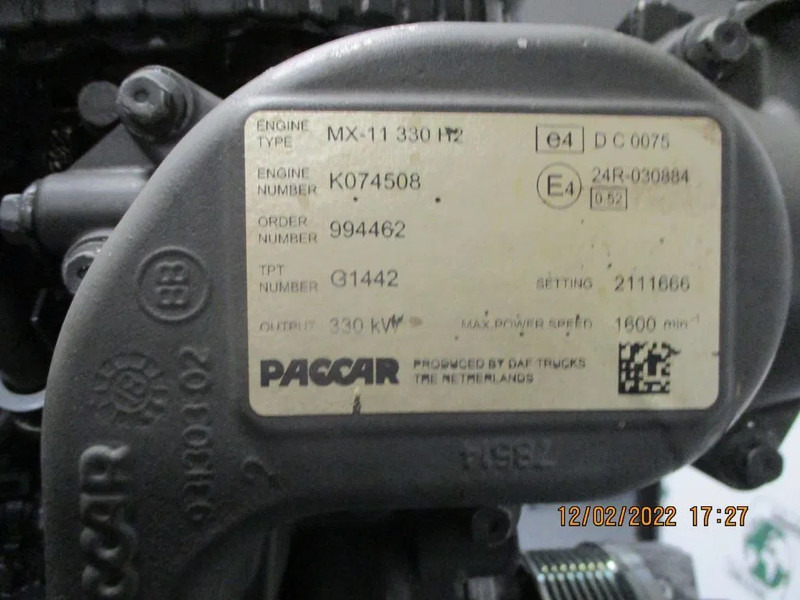 ENGINE TYPE MX-11 330 H2 e4 D C 0075
ENGINE NUMBER K074508 E4 24R-030884
0.52
ORDER NUMBER 994462
TPT NUMBER G1442 SETTING 2111666
OUTPUT 330 kW MAX. POWER SPEED 1600 min⁻¹
PACCAR PRODUCED BY DAF TRUCKS
THE NETHERLANDS
PACCAR
2
12/02/2022 17:27